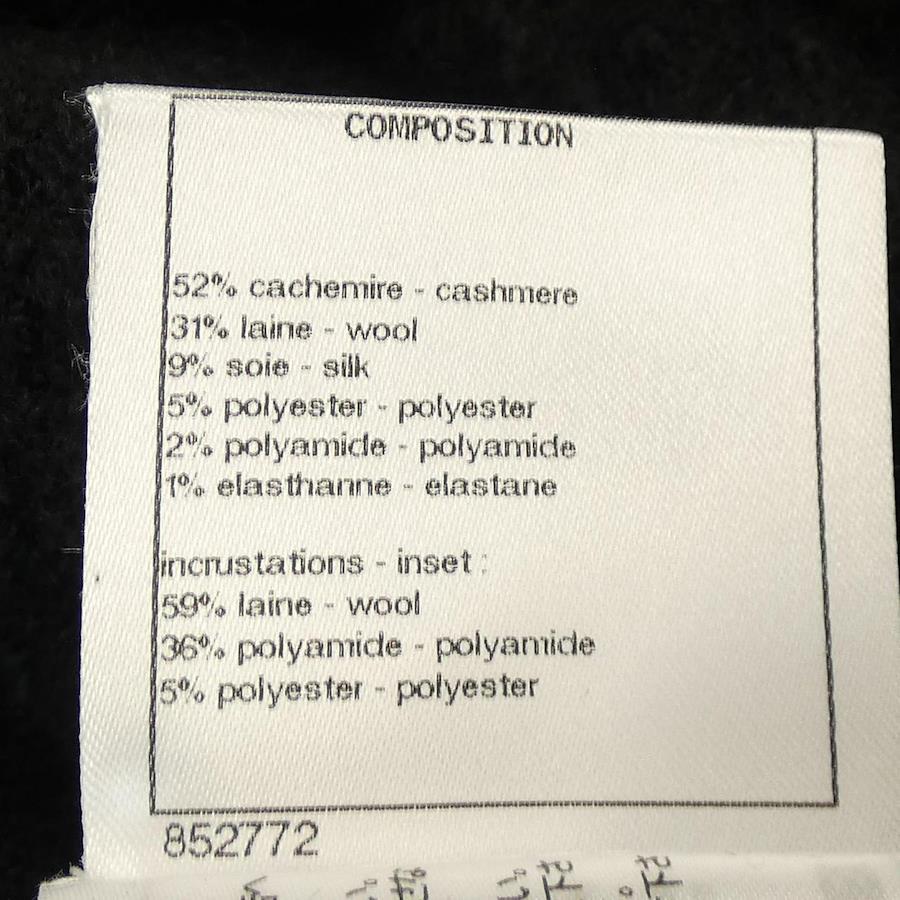 COMPOSITION
52% cachemire - cashmere
31% laine - wool
9% soie - silk
5% polyester - polyester
2% polyamide - polyamide
1% elasthanne - elastane
incrustations - inset :
59% laine - wool
36% polyamide - polyamide
5% polyester - polyester
852772